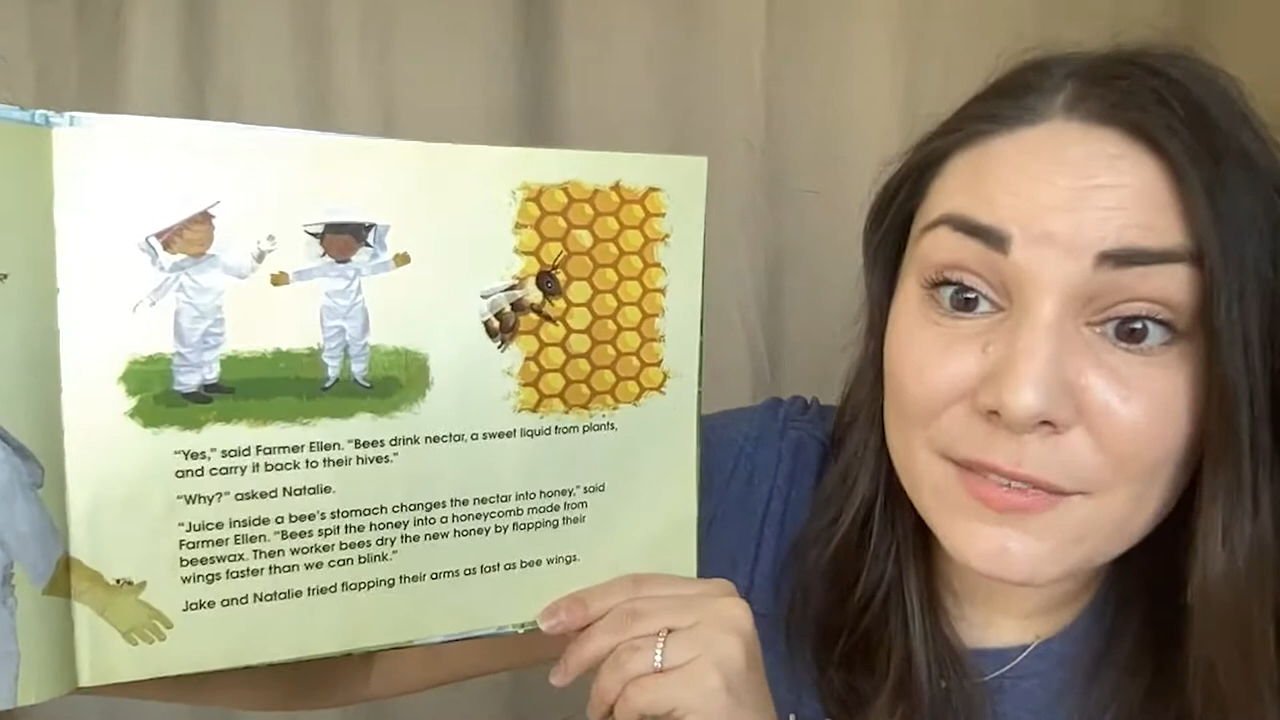 "Yes," said Farmer Ellen. "Bees drink nectar, a sweet liquid from plants,
and carry it back to their hives."
"Why?" asked Natalie.
"Juice inside a bee's stomach changes the nectar into honey," said
Farmer Ellen. "Bees spit the honey into a honeycomb made from
beeswax. Then worker bees dry the new honey by flapping their
wings faster than we can blink."
Jake and Natalie tried flapping their arms as fast as bee wings.